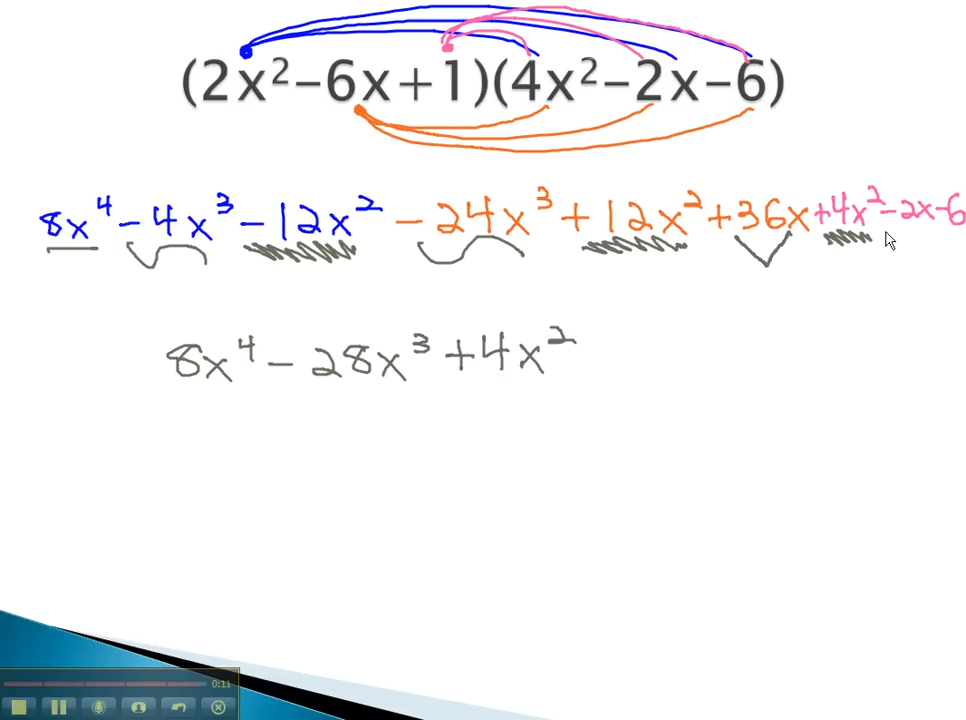 (2x²−6x+1)(4x²−2x−6)
8x⁴ − 4x³ − 12x² − 24x³ + 12x² + 36x + 4x² − 2x − 6
8x⁴ − 28x³ + 4x²
0:11